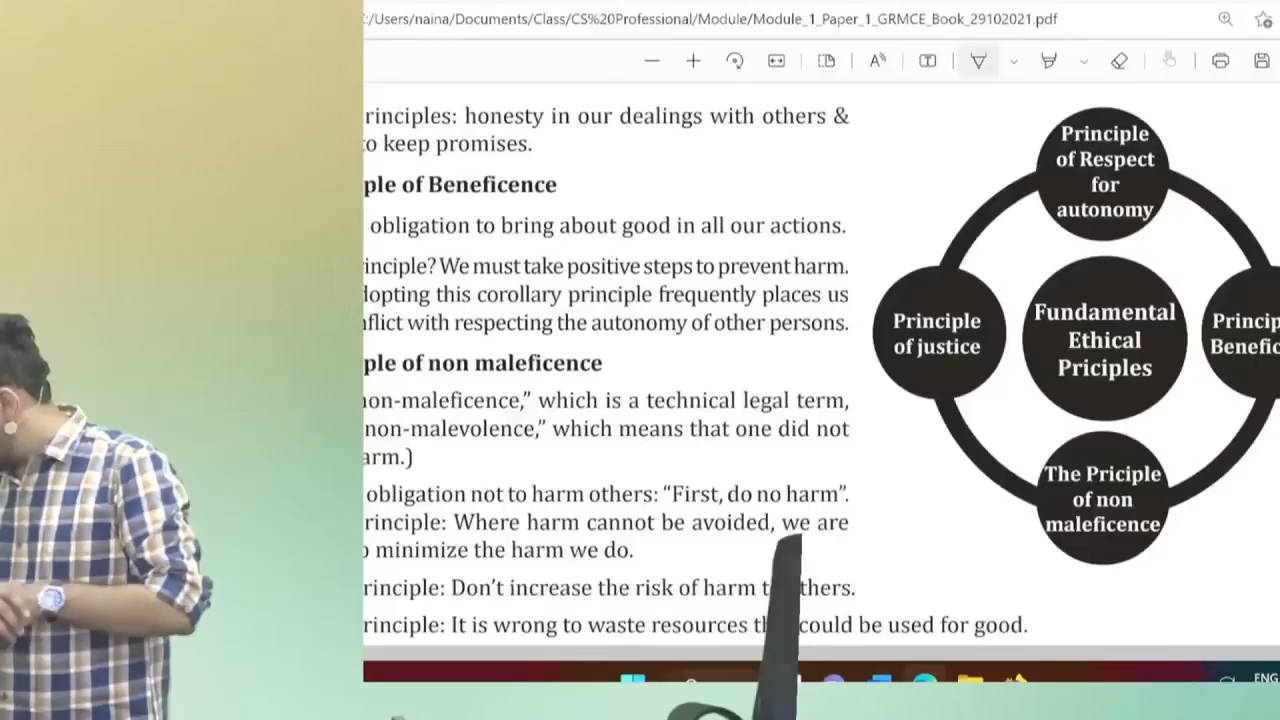 :/Users/naina/Documents/Class/CS%20Professional/Module/Module_1_Paper_1_GRMCE_Book_29102021.pdf
rinciples: honesty in our dealings with others &
to keep promises.
ple of Beneficence
obligation to bring about good in all our actions.
inciple? We must take positive steps to prevent harm.
dopting this corollary principle frequently places us
nflict with respecting the autonomy of other persons.
ple of non maleficence
non-maleficence,” which is a technical legal term,
non-malevolence,” which means that one did not
arm.)
obligation not to harm others: “First, do no harm”.
rinciple: Where harm cannot be avoided, we are
minimize the harm we do.
rinciple: Don’t increase the risk of harm thers.
rinciple: It is wrong to waste resources could be used for good.
Principle
of Respect
for
autonomy
Principle
of justice
Fundamental
Ethical
Priciples
Princip
Benefic
The Priciple
of non
maleficence
ENG